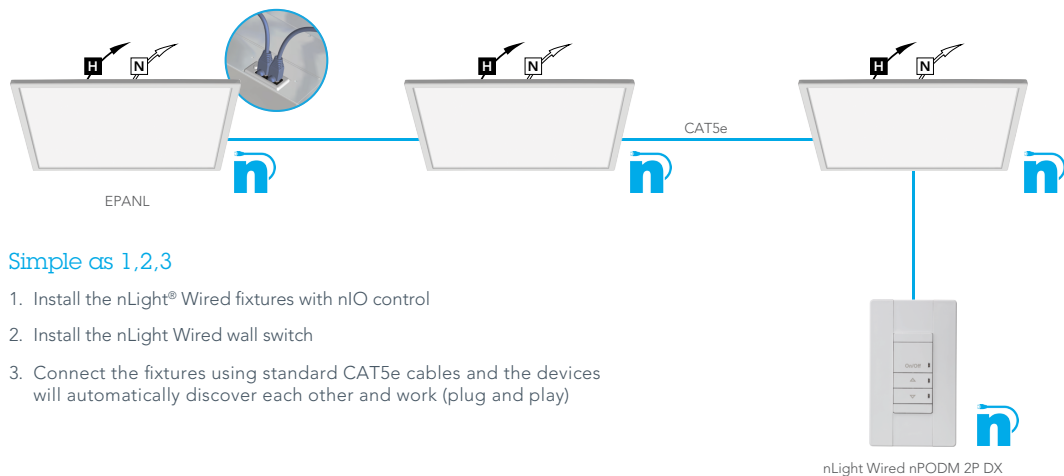 H N
H N
H N
CAT5e
n
n
n
EPANL
Simple as 1,2,3
1. Install the nLight® Wired fixtures with nIO control
2. Install the nLight Wired wall switch
3. Connect the fixtures using standard CAT5e cables and the devices
will automatically discover each other and work (plug and play)
On/Off
n
nLight Wired nPODM 2P DX